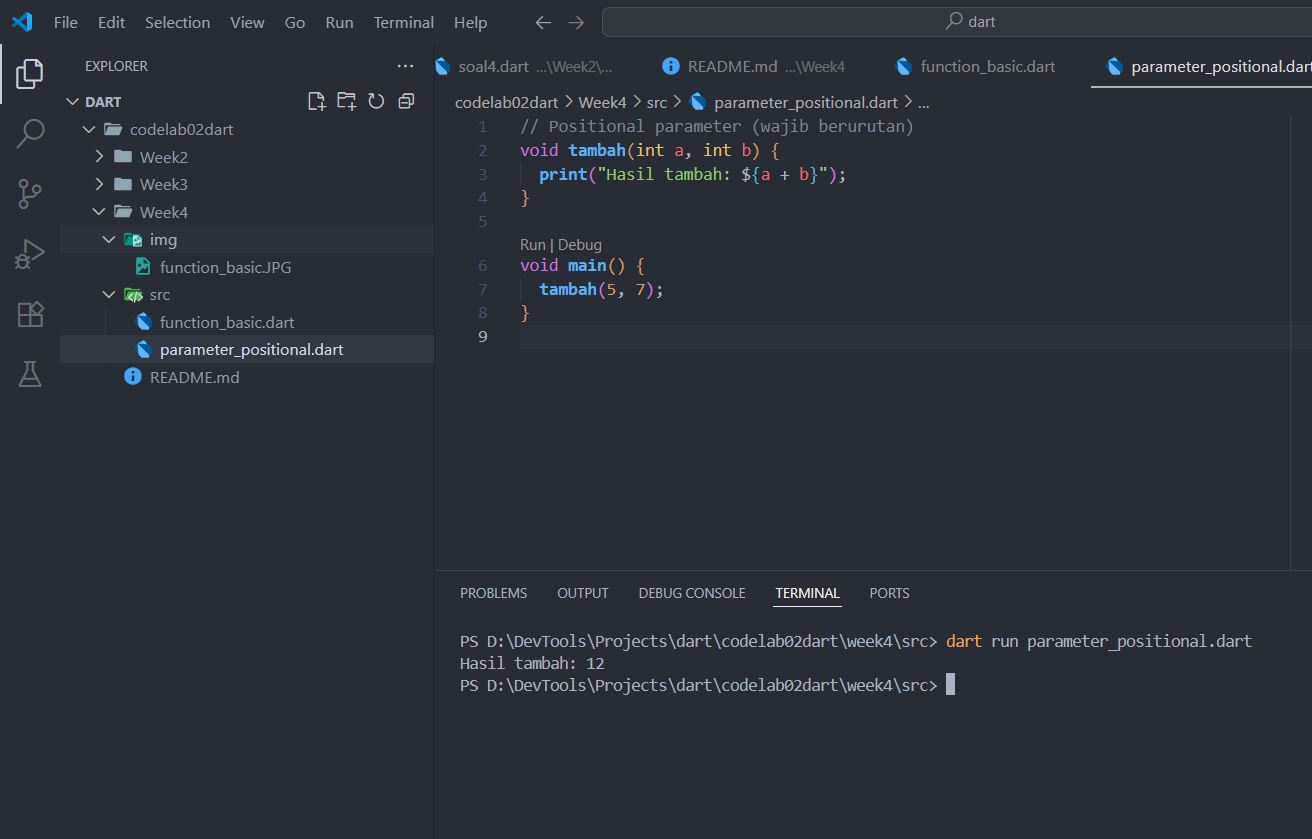 File Edit Selection View Go Run Terminal Help
dart
EXPLORER
DART
codelab02dart
Week2
Week3
Week4
img
function_basic.JPG
src
function_basic.dart
parameter_positional.dart
README.md
soal4.dart ...\Week2\... README.md ...\Week4 function_basic.dart parameter_positional.dart
codelab02dart > Week4 > src > parameter_positional.dart > ...
1 // Positional parameter (wajib berurutan)
2 void tambah(int a, int b) {
3 print("Hasil tambah: ${a + b}");
4 }
5
Run | Debug
6 void main() {
7 tambah(5, 7);
8 }
9
PROBLEMS OUTPUT DEBUG CONSOLE TERMINAL PORTS
PS D:\DevTools\Projects\dart\codelab02dart\week4\src> dart run parameter_positional.dart
Hasil tambah: 12
PS D:\DevTools\Projects\dart\codelab02dart\week4\src>